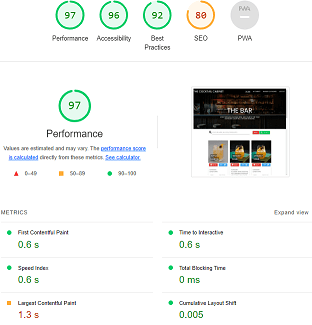 97
96
92
80
Performance
Accessibility
Best
Practices
SEO
PWA
97
Performance
Values are estimated and may vary. The performance score
is calculated directly from these metrics. See calculator.
0–49
50–89
90–100
THE COCKTAIL CABINET
THE BAR
METRICS
Expand view
First Contentful Paint
0.6 s
Time to Interactive
0.6 s
Speed Index
0.6 s
Total Blocking Time
0 ms
Largest Contentful Paint
1.3 s
Cumulative Layout Shift
0.005